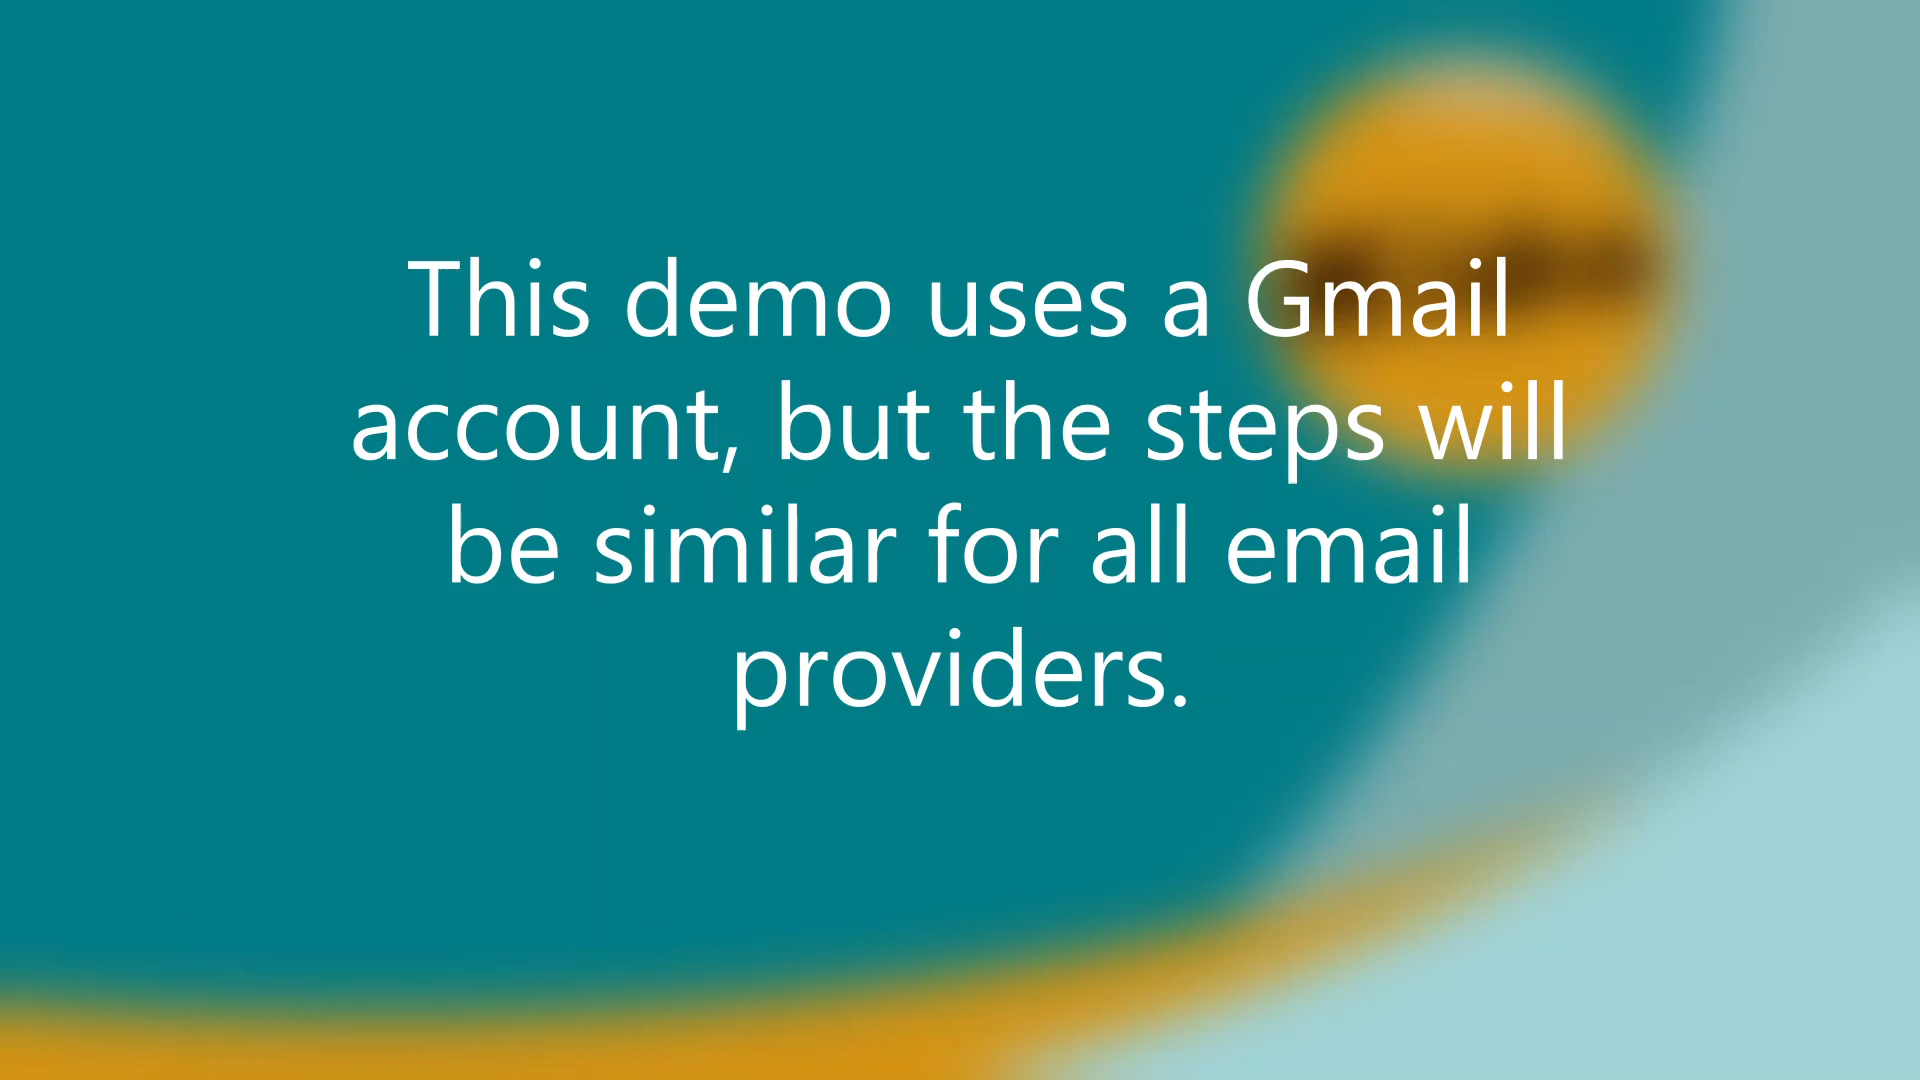 This demo uses a Gmail
account, but the steps will
be similar for all email
providers.